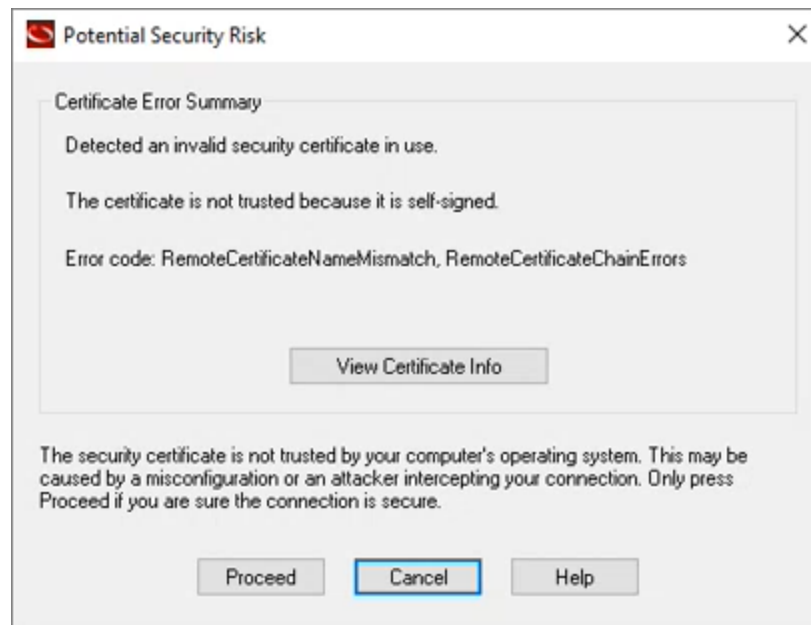 Potential Security Risk
Certificate Error Summary
Detected an invalid security certificate in use.
The certificate is not trusted because it is self-signed.
Error code: RemoteCertificateNameMismatch, RemoteCertificateChainErrors
View Certificate Info
The security certificate is not trusted by your computer's operating system. This may be
caused by a misconfiguration or an attacker intercepting your connection. Only press
Proceed if you are sure the connection is secure.
Proceed Cancel Help